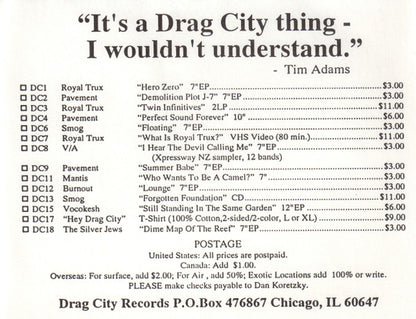 “It's a Drag City thing -
I wouldn't understand.”
- Tim Adams
□ DC1 Royal Trux “Hero Zero” 7"EP........$3.00
□ DC2 Pavement “Demolition Plot J-7” 7"EP........$3.00
□ DC3 Royal Trux “Twin Infinitives” 2LP........$11.00
□ DC4 Pavement “Perfect Sound Forever” 10"........$6.00
□ DC6 Smog “Floating” 7"EP........$3.00
□ DC7 Royal Trux “What Is Royal Trux?” VHS Video (80 min.)........$11.00
□ DC8 V/A “I Hear The Devil Calling Me” 7"EP........$3.00
(Xpressway NZ sampler, 12 bands)
□ DC9 Pavement “Summer Babe” 7"EP........$3.00
□ DC11 Mantis “Who Wants To Be A Camel?” 7"........$3.00
□ DC12 Burnout “Lounge” 7"EP........$3.00
□ DC13 Smog “Forgotten Foundation” CD........$11.00
□ DC15 Vocokesh “Still Standing In The Same Garden” 12"EP........$6.00
□ DC17 “Hey Drag City” T-Shirt (100% Cotton,2-sided/2-color, L or XL)........$9.00
□ DC18 The Silver Jews “Dime Map Of The Reef” 7"EP........$3.00
POSTAGE
United States: All prices are postpaid.
Canada: Add $1.00.
Overseas: For surface, add $2.00; For Air , add 50%; Exotic Locations add 100% or write.
PLEASE make checks payable to Dan Koretzky.
Drag City Records P.O.Box 476867 Chicago, IL 60647